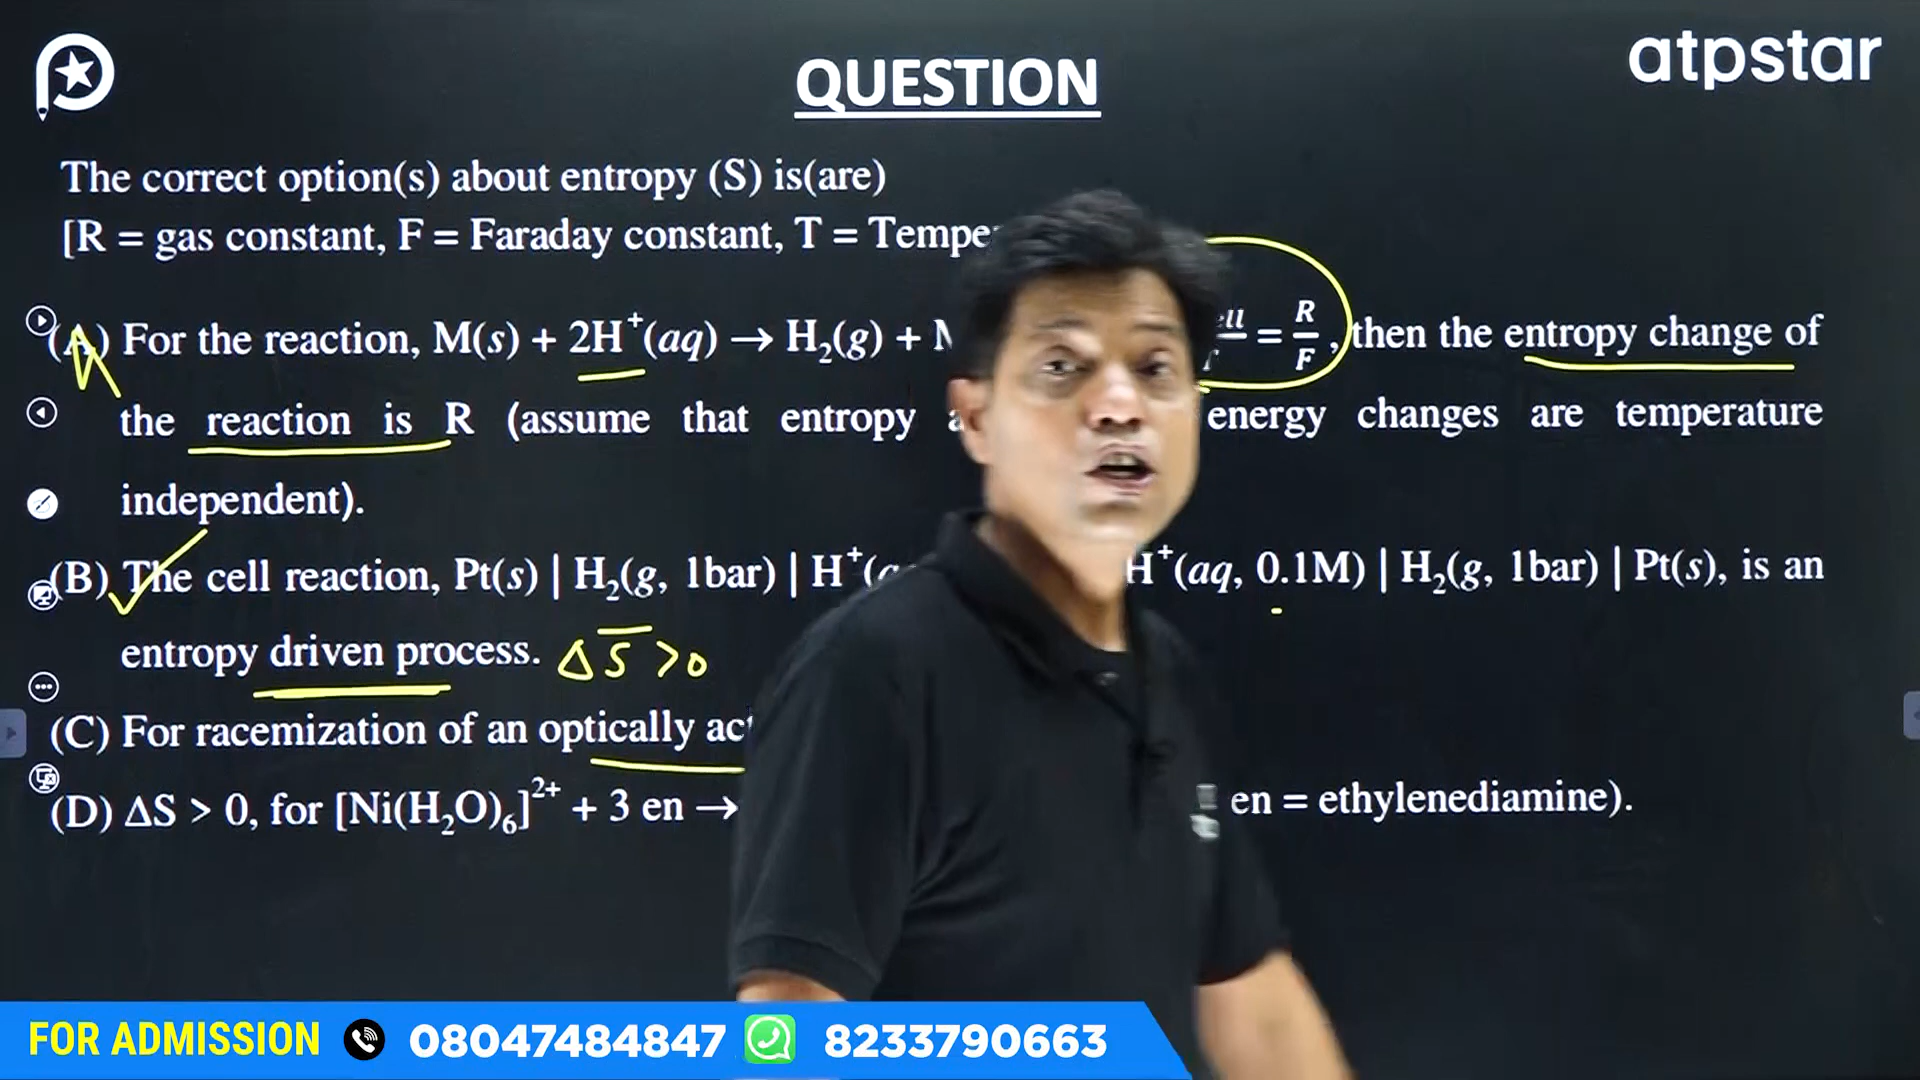 atpstar
QUESTION
The correct option(s) about entropy (S) is(are)
[R = gas constant, F = Faraday constant, T =
(A) For the reaction, M(s) + 2H⁺(aq) → H₂(g) + = R/F, then the entropy change of
the reaction is R (assume that entropy energy changes are temperature
independent).
(B) The cell reaction, Pt(s) | H₂(g, 1bar) | H⁺( H⁺(aq, 0.1M) | H₂(g, 1bar) | Pt(s), is an
entropy driven process. ΔS > 0
(C) For racemization of an optically
(D) ΔS > 0, for [Ni(H₂O)₆]²⁺ + 3 en → en = ethylenediamine).
FOR ADMISSION 08047484847 8233790663